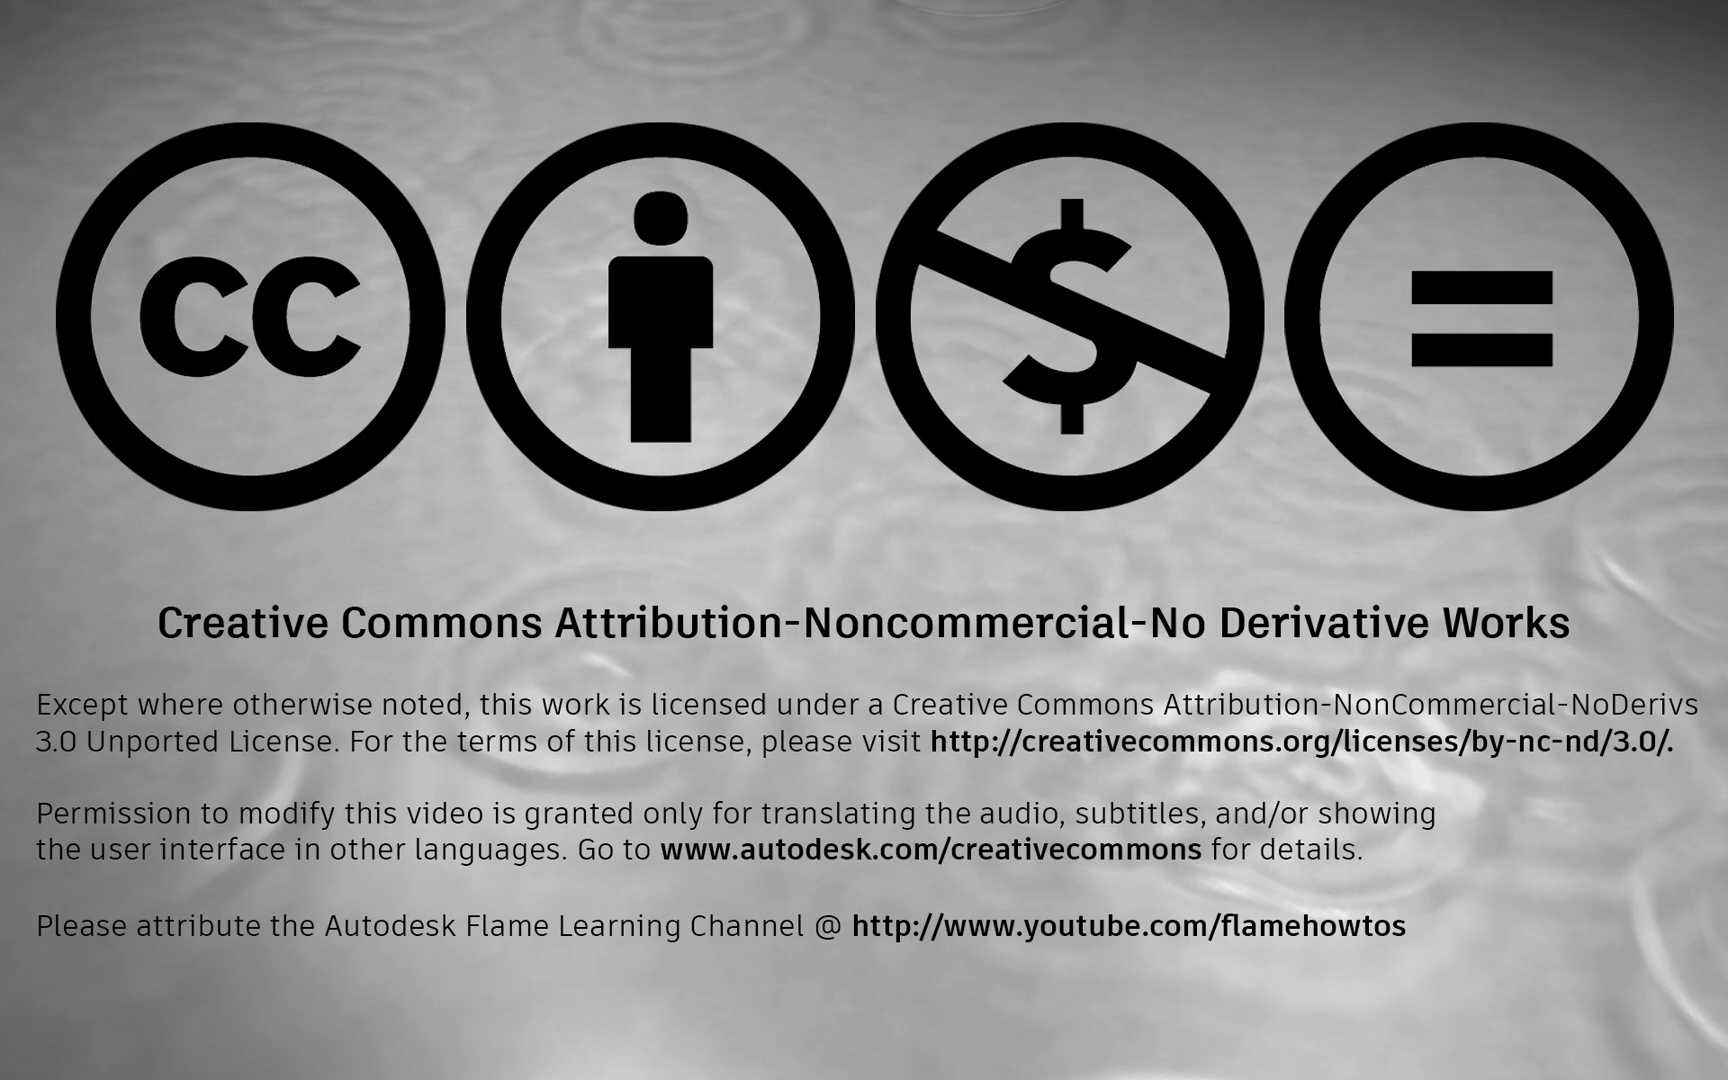 cc
$
=
Creative Commons Attribution-Noncommercial-No Derivative Works
Except where otherwise noted, this work is licensed under a Creative Commons Attribution-NonCommercial-NoDerivs
3.0 Unported License. For the terms of this license, please visit http://creativecommons.org/licenses/by-nc-nd/3.0/.
Permission to modify this video is granted only for translating the audio, subtitles, and/or showing
the user interface in other languages. Go to www.autodesk.com/creativecommons for details.
Please attribute the Autodesk Flame Learning Channel @ http://www.youtube.com/flamehowtos